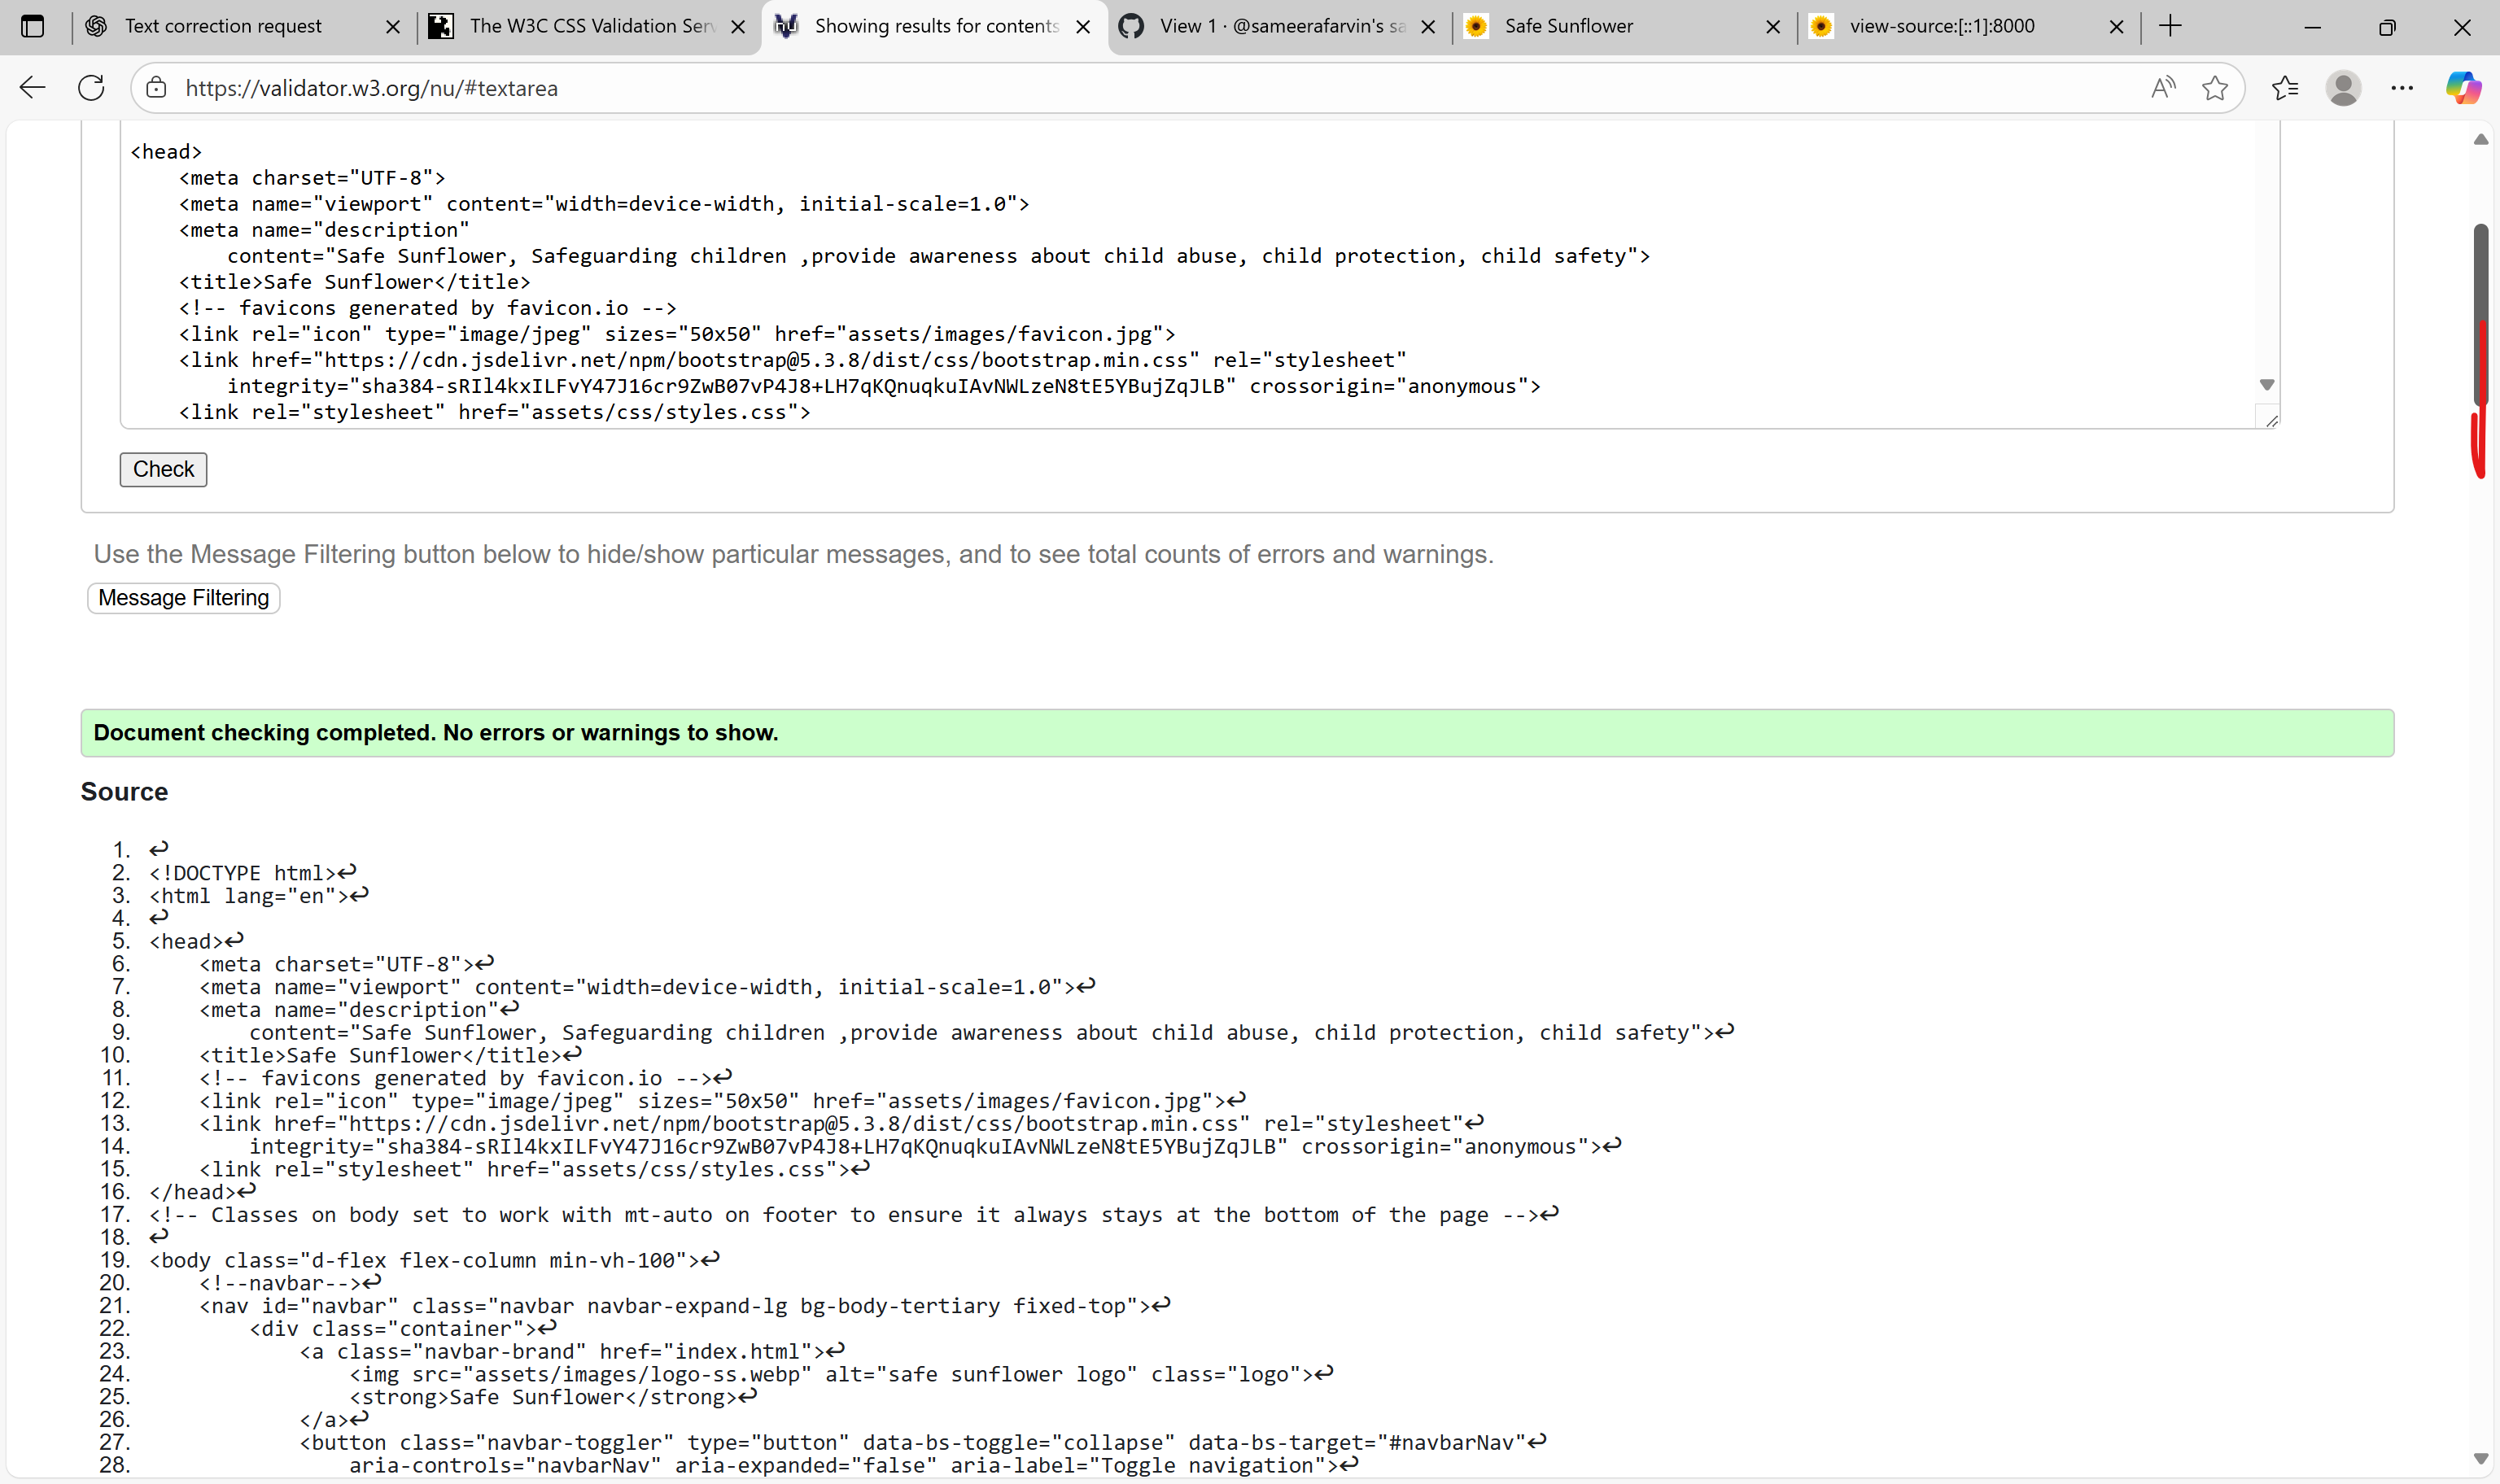 Text correction request
The W3C CSS Validation Serv
Showing results for contents
View 1 · @sameerafarvin's sa
Safe Sunflower
view-source:[::1]:8000
https://validator.w3.org/nu/#textarea
<head>
<meta charset="UTF-8">
<meta name="viewport" content="width=device-width, initial-scale=1.0">
<meta name="description"
content="Safe Sunflower, Safeguarding children ,provide awareness about child abuse, child protection, child safety">
<title>Safe Sunflower</title>
<!-- favicons generated by favicon.io -->
<link rel="icon" type="image/jpeg" sizes="50x50" href="assets/images/favicon.jpg">
<link href="https://cdn.jsdelivr.net/npm/bootstrap@5.3.8/dist/css/bootstrap.min.css" rel="stylesheet"
integrity="sha384-sRIl4kxILFvY47J16cr9ZwB07vP4J8+LH7qKQnuqkuIAvNWLzeN8tE5YBujZqJLB" crossorigin="anonymous">
<link rel="stylesheet" href="assets/css/styles.css">
Check
Use the Message Filtering button below to hide/show particular messages, and to see total counts of errors and warnings.
Message Filtering
Document checking completed. No errors or warnings to show.
Source
1. ↩
2. <!DOCTYPE html>↩
3. <html lang="en">↩
4. ↩
5. <head>↩
6. <meta charset="UTF-8">↩
7. <meta name="viewport" content="width=device-width, initial-scale=1.0">↩
8. <meta name="description"↩
9. content="Safe Sunflower, Safeguarding children ,provide awareness about child abuse, child protection, child safety">↩
10. <title>Safe Sunflower</title>↩
11. <!-- favicons generated by favicon.io -->↩
12. <link rel="icon" type="image/jpeg" sizes="50x50" href="assets/images/favicon.jpg">↩
13. <link href="https://cdn.jsdelivr.net/npm/bootstrap@5.3.8/dist/css/bootstrap.min.css" rel="stylesheet"↩
14. integrity="sha384-sRIl4kxILFvY47J16cr9ZwB07vP4J8+LH7qKQnuqkuIAvNWLzeN8tE5YBujZqJLB" crossorigin="anonymous">↩
15. <link rel="stylesheet" href="assets/css/styles.css">↩
16. </head>↩
17. <!-- Classes on body set to work with mt-auto on footer to ensure it always stays at the bottom of the page -->↩
18. ↩
19. <body class="d-flex flex-column min-vh-100">↩
20. <!--navbar-->↩
21. <nav id="navbar" class="navbar navbar-expand-lg bg-body-tertiary fixed-top">↩
22. <div class="container">↩
23. <a class="navbar-brand" href="index.html">↩
24. <img src="assets/images/logo-ss.webp" alt="safe sunflower logo" class="logo">↩
25. <strong>Safe Sunflower</strong>↩
26. </a>↩
27. <button class="navbar-toggler" type="button" data-bs-toggle="collapse" data-bs-target="#navbarNav"↩
28. aria-controls="navbarNav" aria-expanded="false" aria-label="Toggle navigation">↩